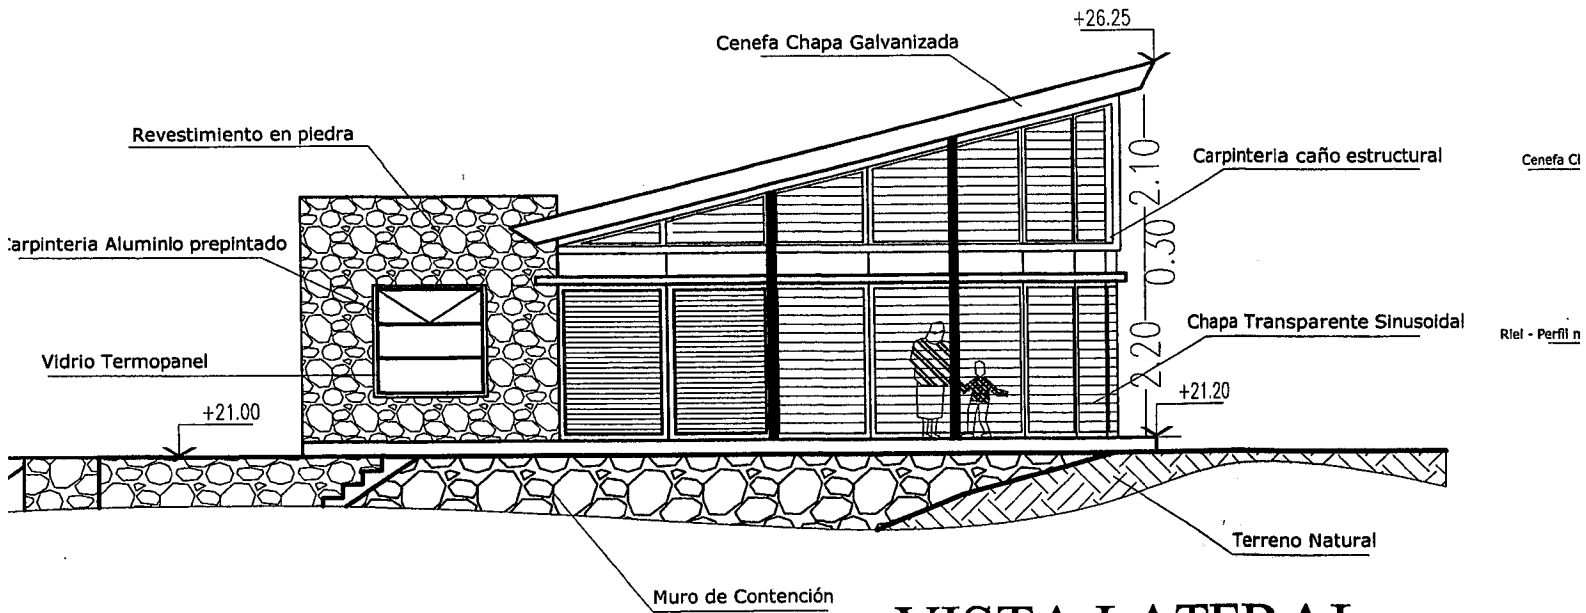 +26.25
Cenefa Chapa Galvanizada
Revestimiento en piedra
2.10
Carpinteria caño estructural
Cenefa
Carpinteria Aluminio prepintado
0.30
Chapa Transparente Sinusoidal
Riel - Perfil
Vidrio Termopanel
2.20
+21.00
+21.20
Terreno Natural
Muro de Contención
VISTA LATERAL